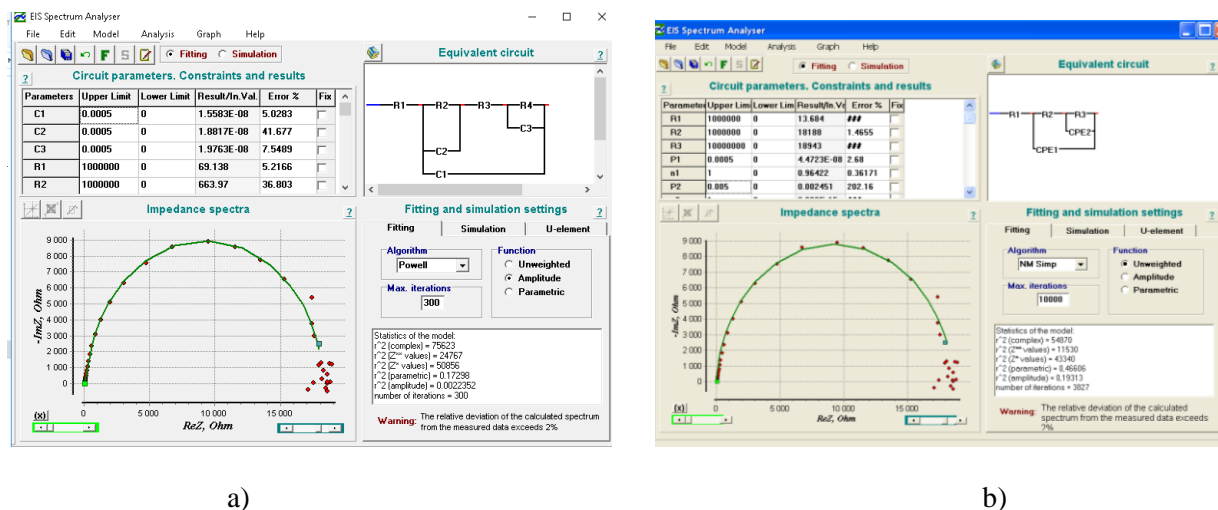 EIS Spectrum Analyser
File Edit Model Analysis Graph Help
F S Fitting Simulation
? Circuit parameters. Constraints and results
Parameters Upper Limit Lower Limit Result/In.Val. Error % Fix
C1 0.0005 0 1.5583E-08 5.0283
C2 0.0005 0 1.8817E-08 41.677
C3 0.0005 0 1.9763E-08 7.5489
R1 1000000 0 69.138 5.2166
R2 1000000 0 663.97 36.803
Equivalent circuit ?
R1 R2 R3 R4
C3
C2
C1
Impedance spectra ?
-ImZ, Ohm
9 000
8 000
7 000
6 000
5 000
4 000
3 000
2 000
1 000
0
0 5 000 10 000 15 000
(x) ReZ, Ohm
Fitting and simulation settings ?
Fitting Simulation U-element
Algorithm
Powell
Max. iterations
300
Function
Unweighted
Amplitude
Parametric
Statistics of the model:
r^2 (complex) = 75623
r^2 (Z'' values) = 24767
r^2 (Z' values) = 50856
r^2 (parametric) = 0.17298
r^2 (amplitude) = 0.0022352
number of iterations = 300
Warning: The relative deviation of the calculated spectrum
from the measured data exceeds 2%
a)
EIS Spectrum Analyser
File Edit Model Analysis Graph Help
F S Fitting Simulation
? Circuit parameters. Constraints and results
Parameter Upper Lim Lower Lim Result/In.V Error % Fix
R1 1000000 0 13.684 ###
R2 1000000 0 18188 1.4655
R3 10000000 0 18943 ###
P1 0.0005 0 4.4723E-08 2.68
n1 1 0 0.96422 0.36171
P2 0.005 0 0.002451 202.16
Equivalent circuit ?
R1 R2 R3
CPE2
CPE1
Impedance spectra ?
-ImZ, Ohm
9 000
8 000
7 000
6 000
5 000
4 000
3 000
2 000
1 000
0
0 5 000 10 000 15 000
(x) ReZ, Ohm
Fitting and simulation settings ?
Fitting Simulation U-element
Algorithm
NM Simp
Max. iterations
10000
Function
Unweighted
Amplitude
Parametric
Statistics of the model:
r^2 (complex) = 54870
r^2 (Z'' values) = 11530
r^2 (Z' values) = 43340
r^2 (parametric) = 0,46606
r^2 (amplitude) = 0,19313
number of iterations = 3827
Warning: The relative deviation of the calculated
spectrum from the measured data exceeds
2%
b)